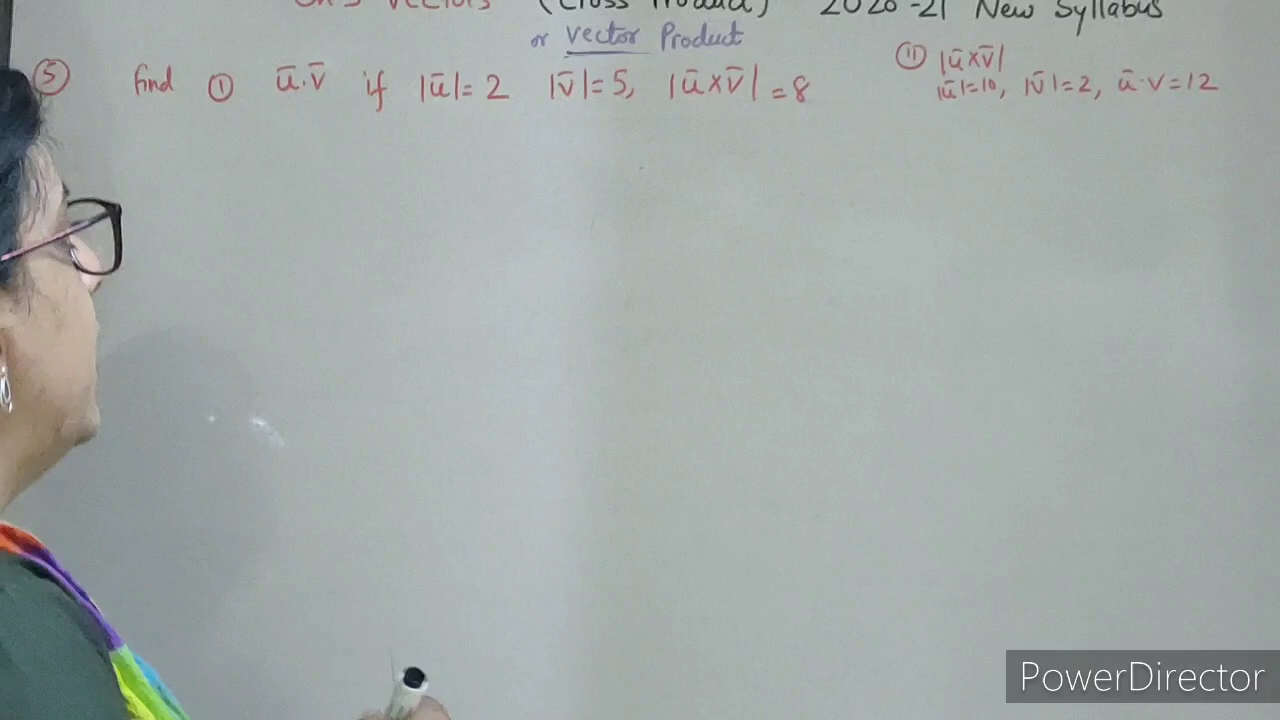 Ch 5 Vectors (Cross Product) 2020-21 New Syllabus
or vector Product
⑤ Find ① ū.v̄ if |ū|=2 |v̄|=5, |ū×v̄|=8
⑪ |ū×v̄|
|ū|=10, |v̄|=2, ū.v=12
PowerDirector